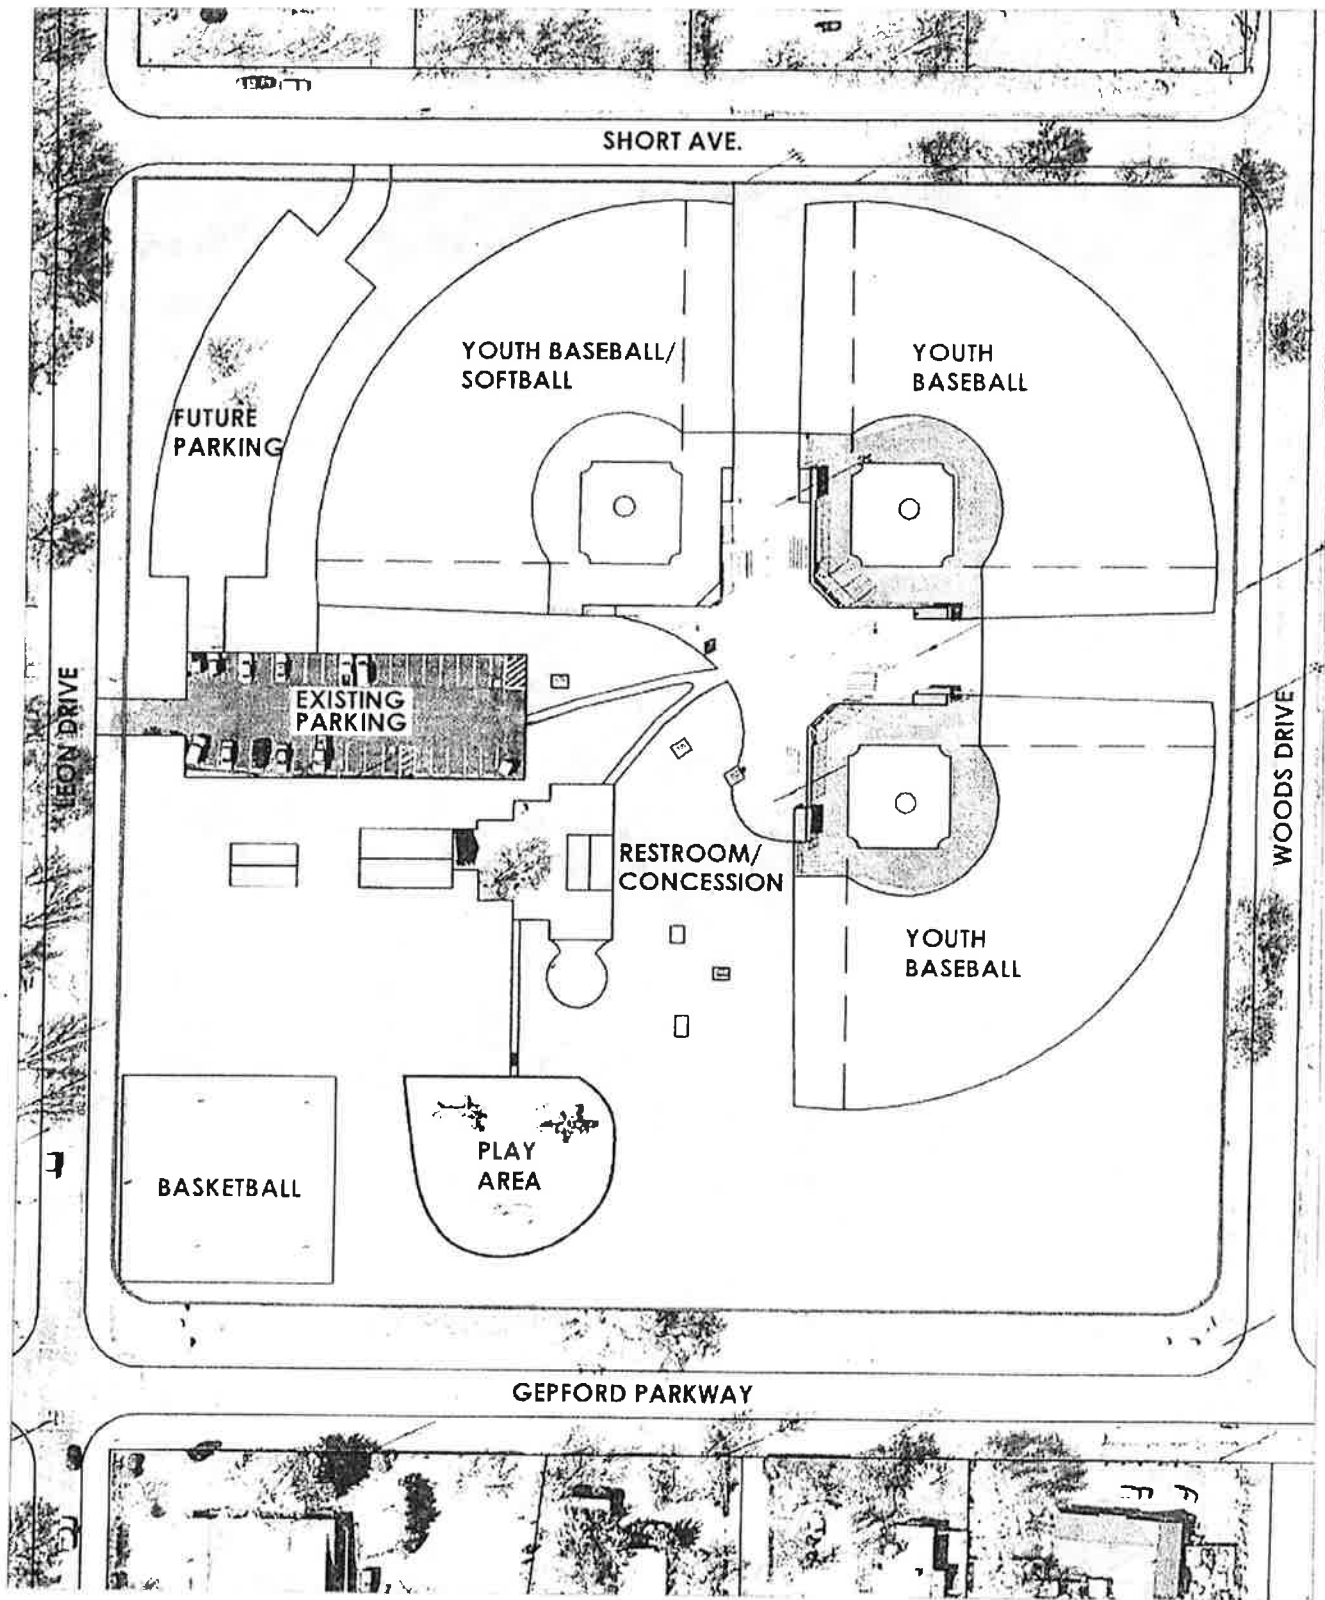 SHORT AVE.
YOUTH BASEBALL/
SOFTBALL
YOUTH
BASEBALL
FUTURE
PARKING
LEON DRIVE
EXISTING
PARKING
WOODS DRIVE
RESTROOM/
CONCESSION
YOUTH
BASEBALL
BASKETBALL
PLAY
AREA
GEPFORD PARKWAY